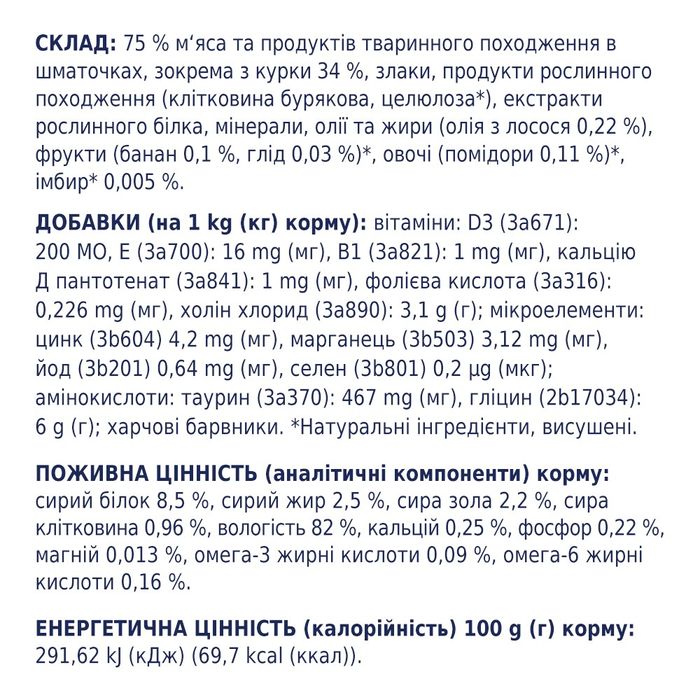 СКЛАД: 75 % м‘яса та продуктів тваринного походження в
шматочках, зокрема з курки 34 %, злаки, продукти рослинного
походження (клітковина бурякова, целюлоза*), екстракти
рослинного білка, мінерали, олії та жири (олія з лосося 0,22 %),
фрукти (банан 0,1 %, глід 0,03 %)*, овочі (помідори 0,11 %)*,
імбир* 0,005 %.
ДОБАВКИ (на 1 kg (кг) корму): вітаміни: D3 (3a671):
200 МО, E (3a700): 16 mg (мг), B1 (3a821): 1 mg (мг), кальцію
Д пантотенат (3a841): 1 mg (мг), фолієва кислота (3a316):
0,226 mg (мг), холін хлорид (3a890): 3,1 g (г); мікроелементи:
цинк (3b604) 4,2 mg (мг), марганець (3b503) 3,12 mg (мг),
йод (3b201) 0,64 mg (мг), селен (3b801) 0,2 µg (мкг);
амінокислоти: таурин (3a370): 467 mg (мг), гліцин (2b17034):
6 g (г); харчові барвники. *Натуральні інгредієнти, висушені.
ПОЖИВНА ЦІННІСТЬ (аналітичні компоненти) корму:
сирий білок 8,5 %, сирий жир 2,5 %, сира зола 2,2 %, сира
клітковина 0,96 %, вологість 82 %, кальцій 0,25 %, фосфор 0,22 %,
магній 0,013 %, омега-3 жирні кислоти 0,09 %, омега-6 жирні
кислоти 0,16 %.
ЕНЕРГЕТИЧНА ЦІННІСТЬ (калорійність) 100 g (г) корму:
291,62 kJ (кДж) (69,7 kcal (ккал)).